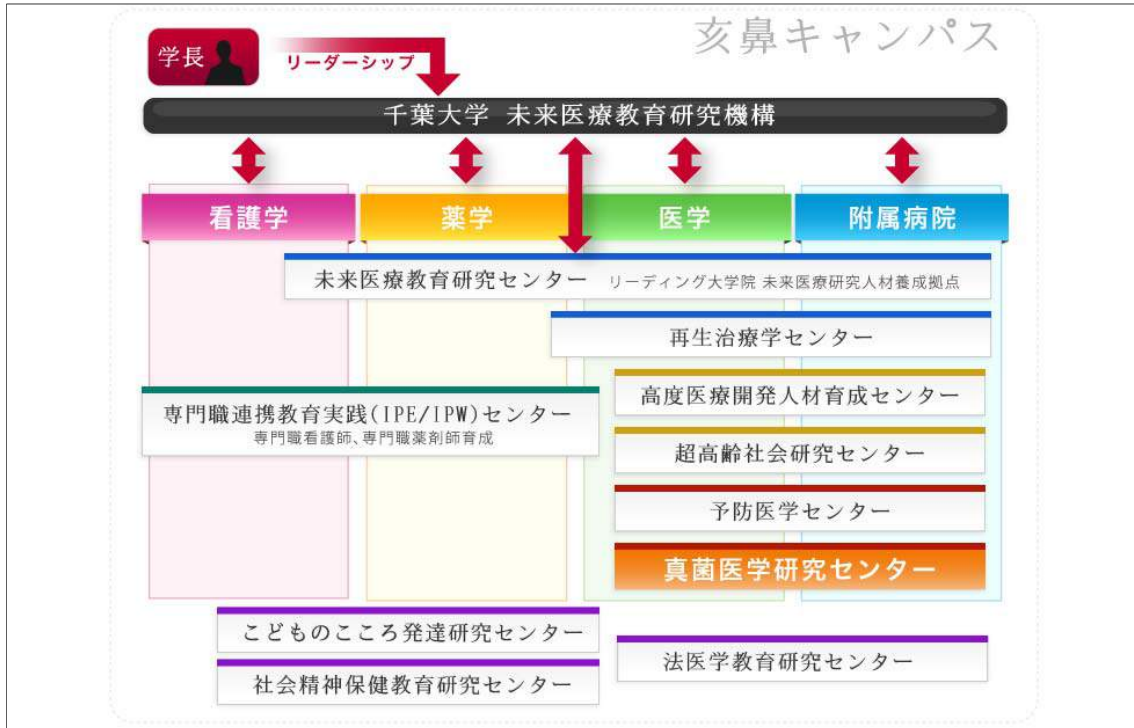 亥鼻キャンパス
学長
リーダーシップ
千葉大学 未来医療教育研究機構
看護学
薬学
医学
附属病院
未来医療教育研究センター リーディング大学院 未来医療研究人材養成拠点
再生治療学センター
高度医療開発人材育成センター
専門職連携教育実践(IPE/IPW)センター
専門職看護師、専門職薬剤師育成
超高齢社会研究センター
予防医学センター
真菌医学研究センター
こどものこころ発達研究センター
法医学教育研究センター
社会精神保健教育研究センター